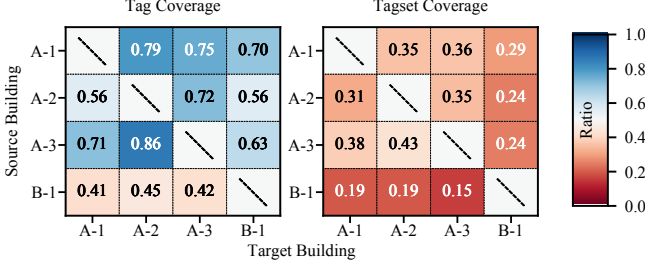 Tag Coverage
Tagset Coverage
Source Building
A-1
0.79 0.75 0.70
A-2
0.56 0.72 0.56
A-3
0.71 0.86 0.63
B-1
0.41 0.45 0.42
A-1 A-2 A-3 B-1
A-1
0.35 0.36 0.29
A-2
0.31 0.35 0.24
A-3
0.38 0.43 0.24
B-1
0.19 0.19 0.15
A-1 A-2 A-3 B-1
Target Building
Ratio
1.0
0.8
0.6
0.4
0.2
0.0